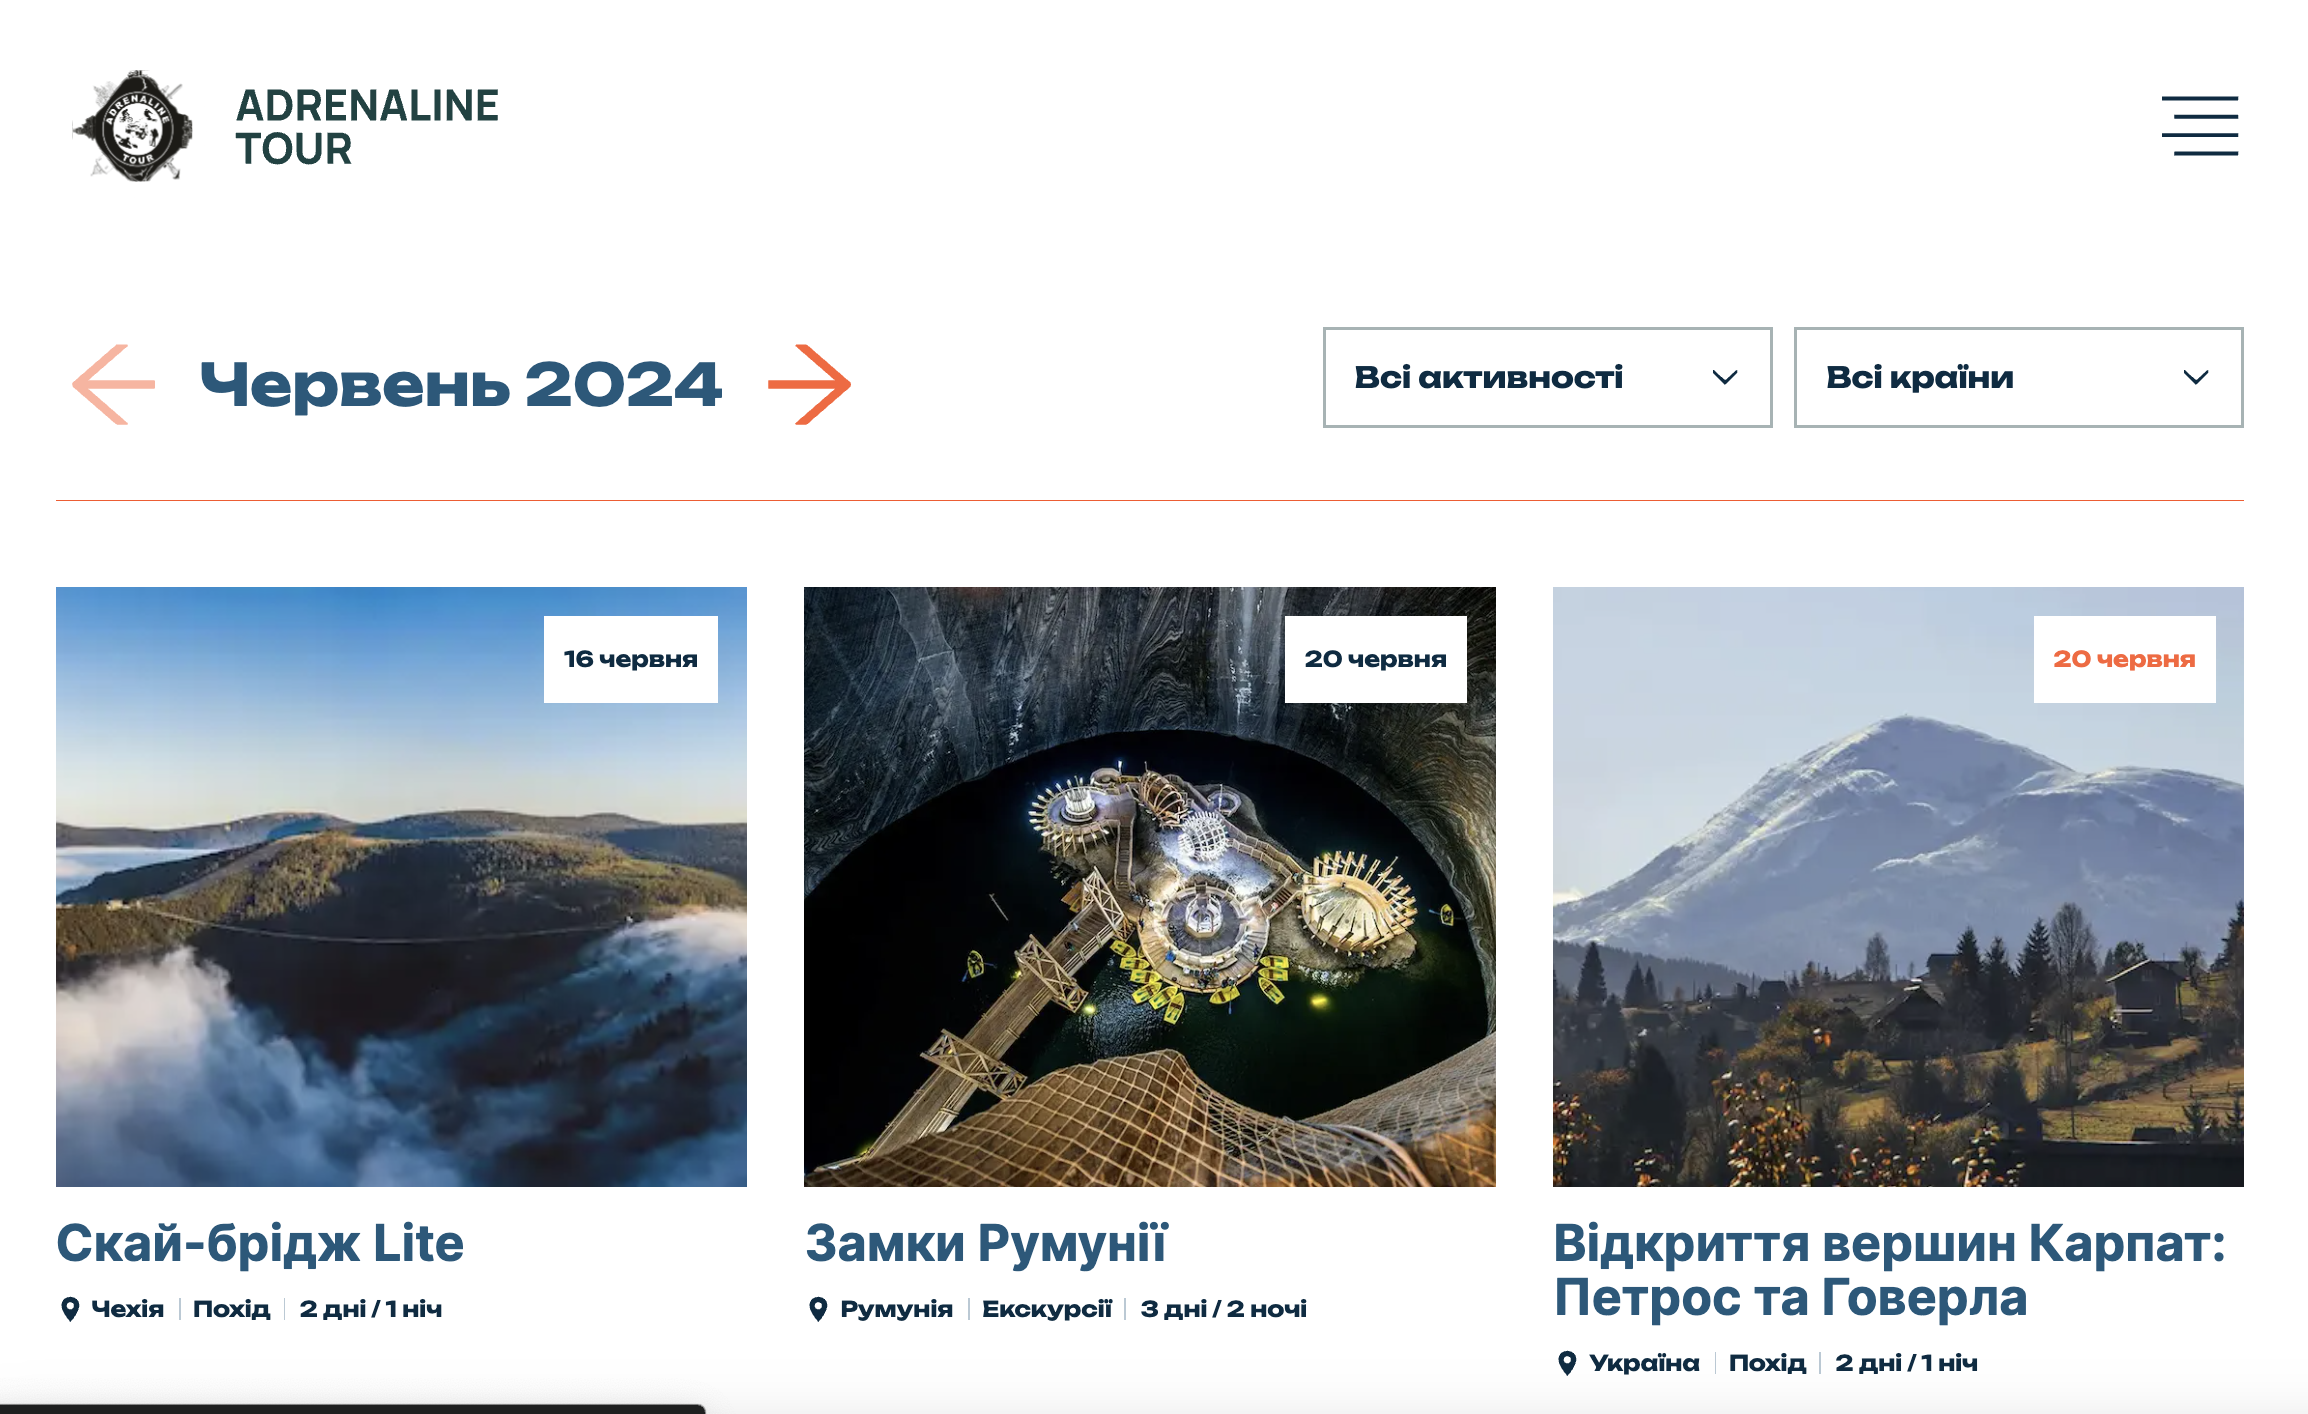 ADRENALINE
TOUR
ADRENALINE
TOUR
Червень 2024
Всі активності
Всі країни
16 червня
20 червня
20 червня
Скай-брідж Lite
Чехія | Похід | 2 дні / 1 ніч
Замки Румунії
Румунія | Екскурсії | 3 дні / 2 ночі
Відкриття вершин Карпат:
Петрос та Говерла
Україна | Похід | 2 дні / 1 ніч